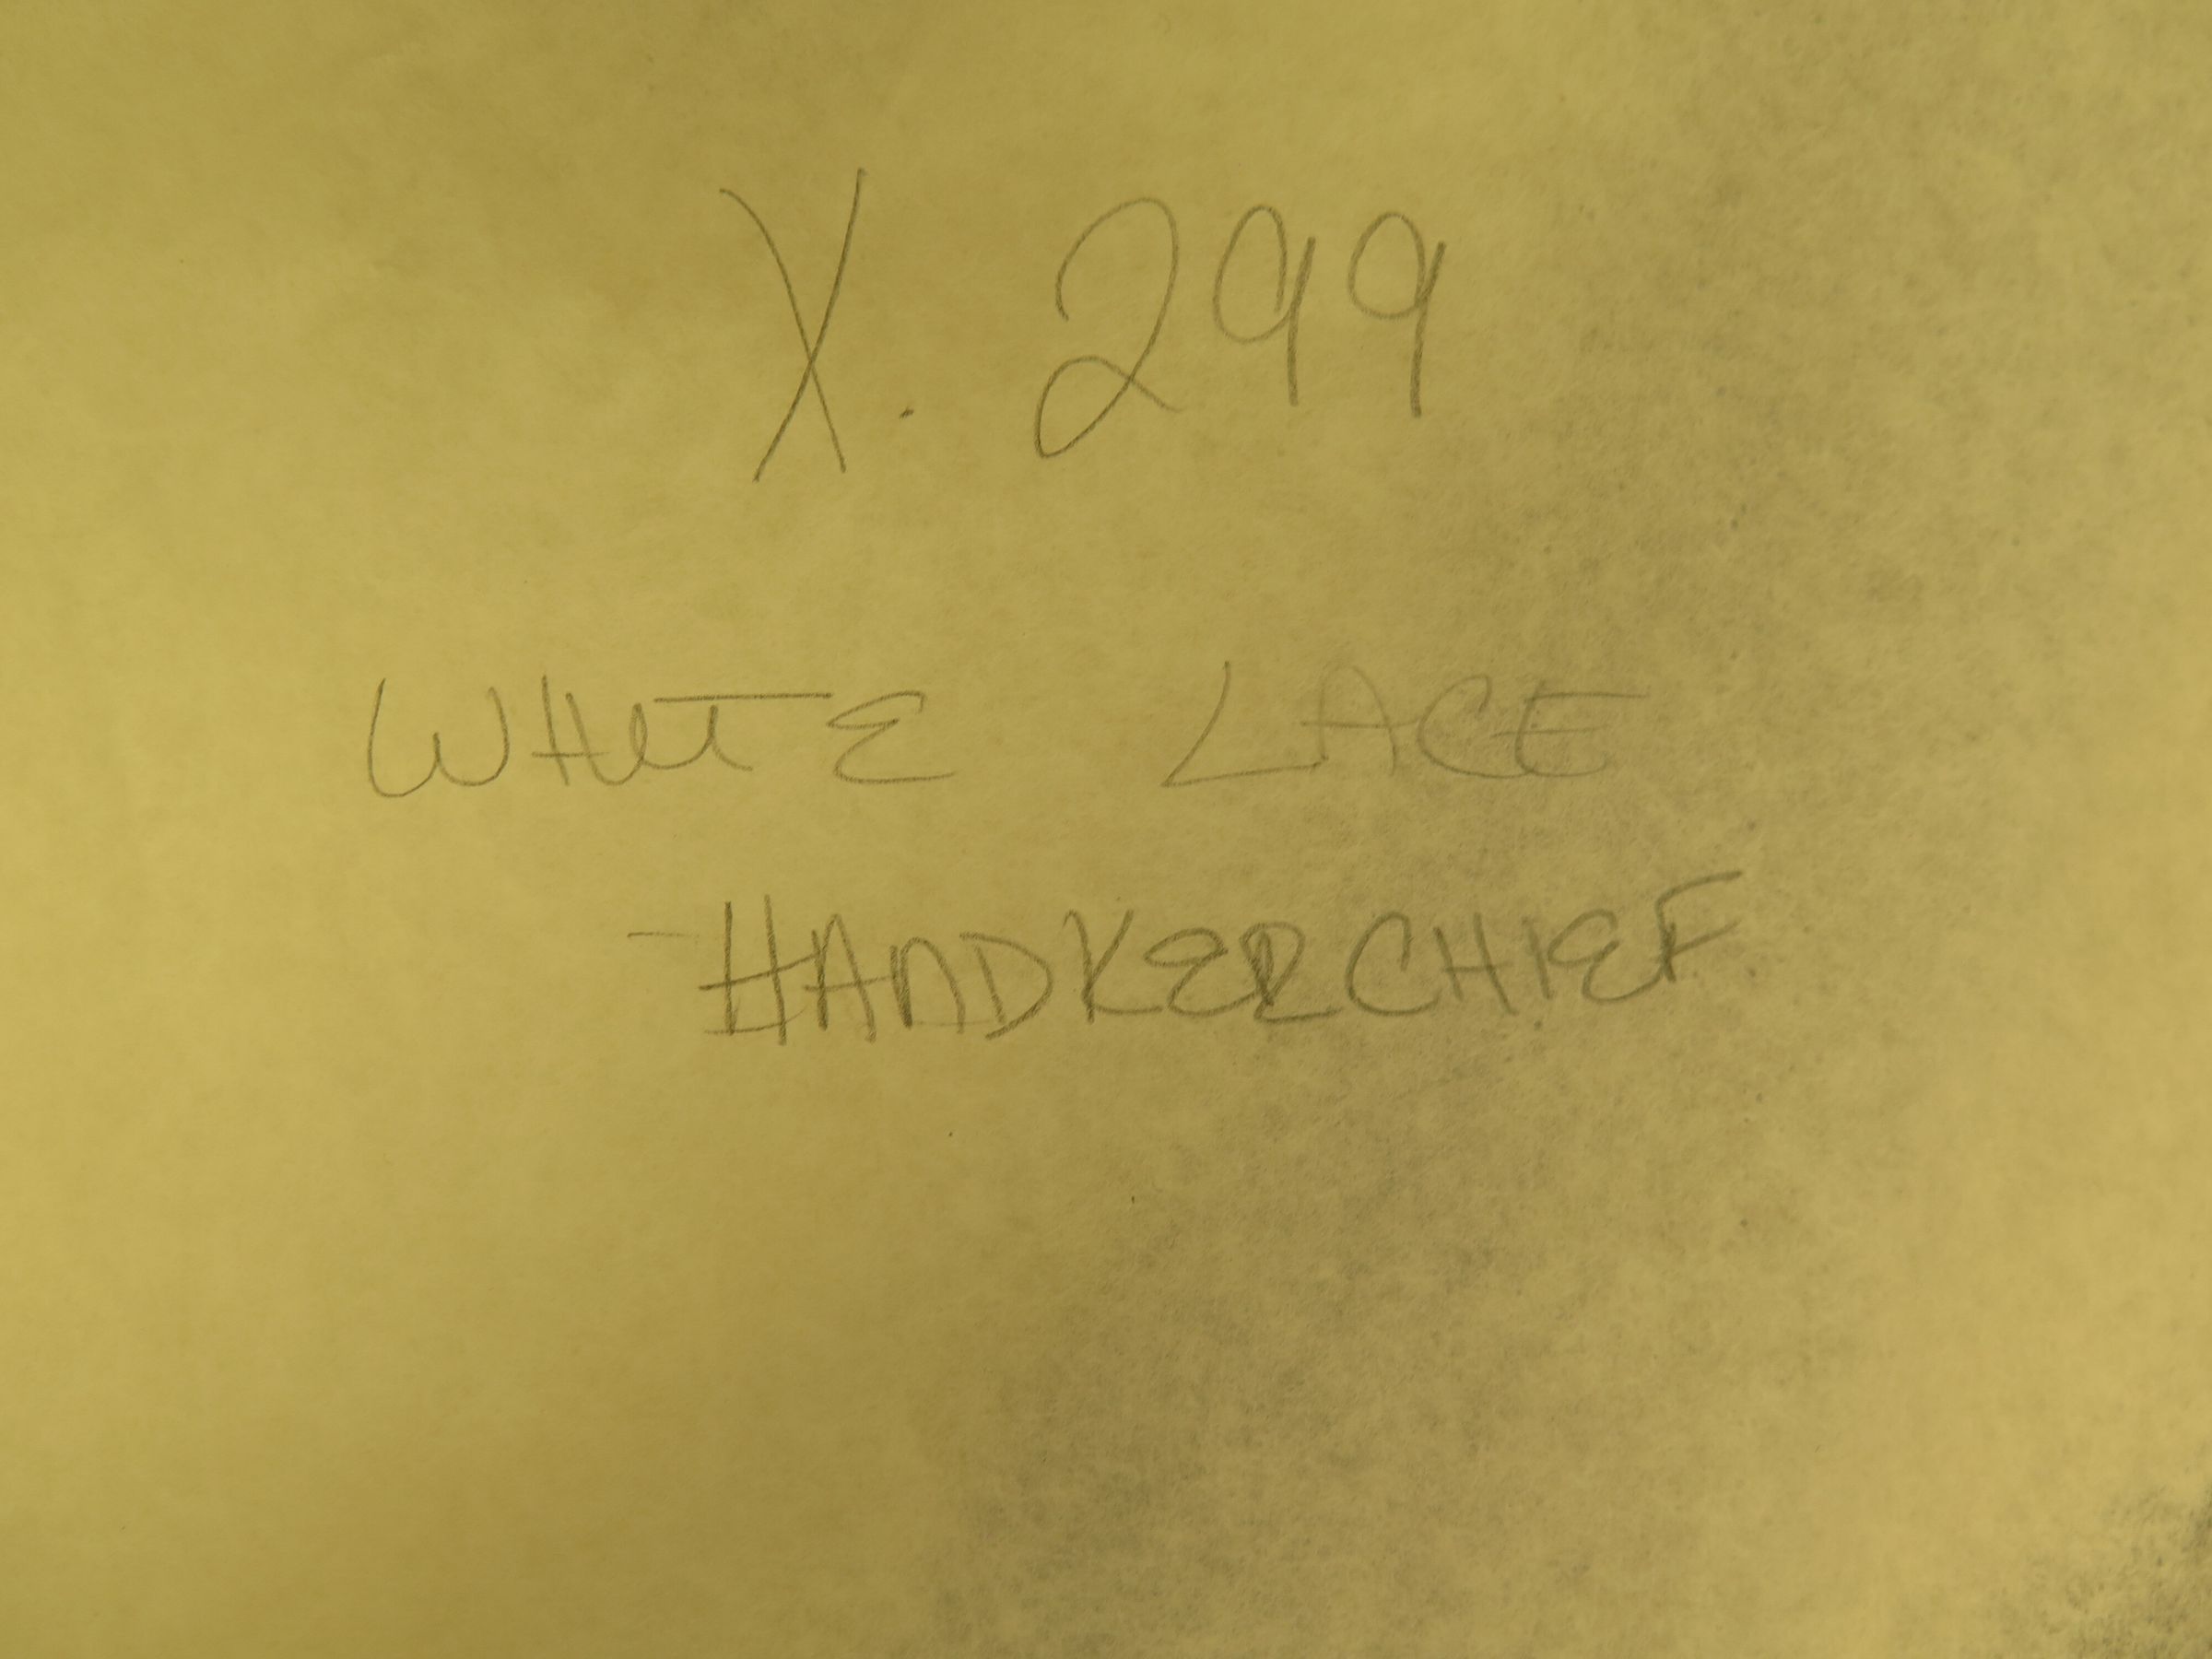 X. 299
WHITE LACE
HANDKERCHIEF